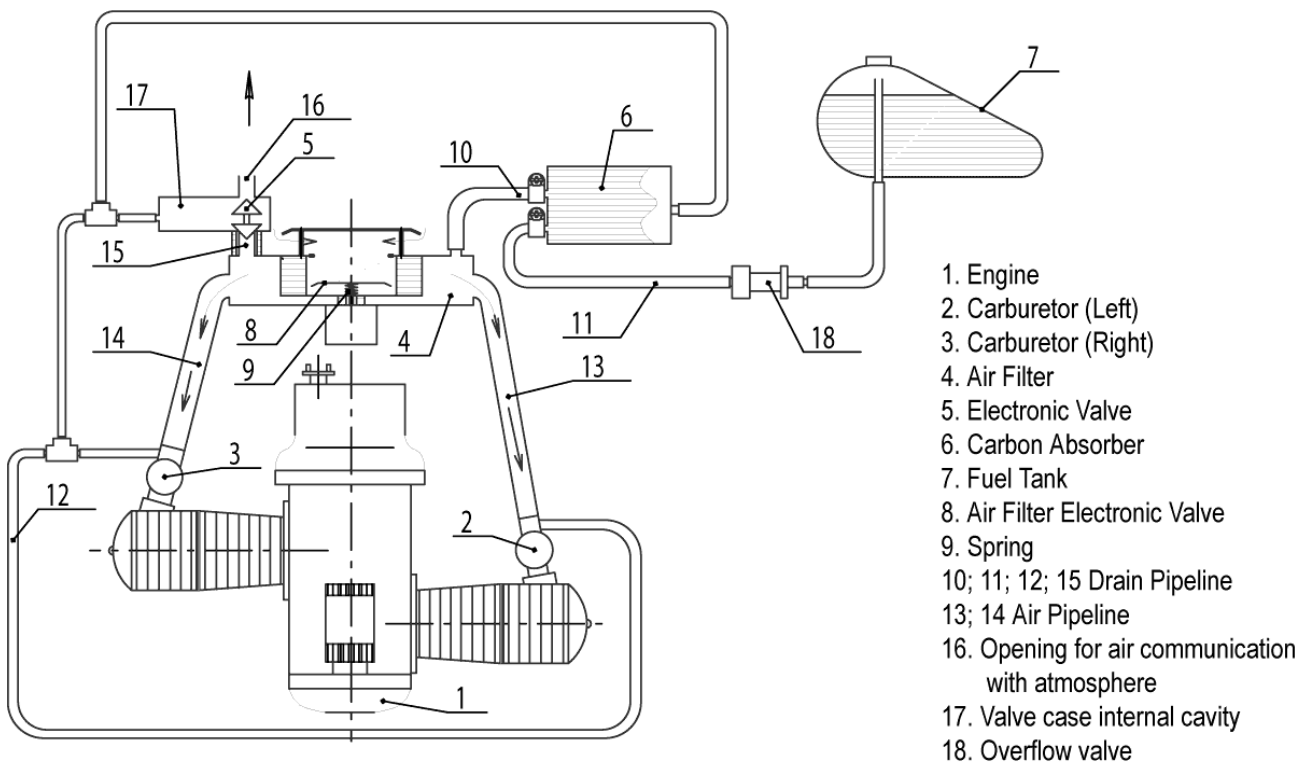 7
17
16
6
5
10
15
14
8
9
4
11
18
13
3
12
2
1
1. Engine
2. Carburetor (Left)
3. Carburetor (Right)
4. Air Filter
5. Electronic Valve
6. Carbon Absorber
7. Fuel Tank
8. Air Filter Electronic Valve
9. Spring
10; 11; 12; 15 Drain Pipeline
13; 14 Air Pipeline
16. Opening for air communication
with atmosphere
17. Valve case internal cavity
18. Overflow valve